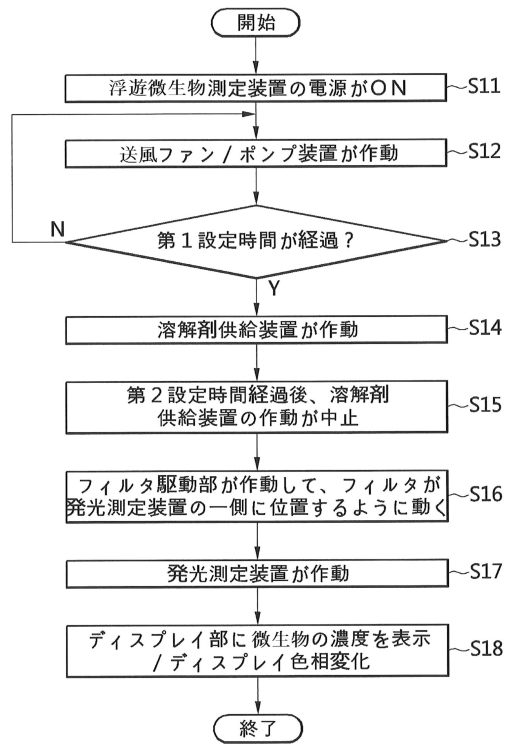 開始
浮遊微生物測定装置の電源がON
S11
送風ファン/ポンプ装置が作動
S12
第1設定時間が経過?
S13
N
Y
溶解剤供給装置が作動
S14
第2設定時間経過後、溶解剤
供給装置の作動が中止
S15
フィルタ駆動部が作動して、フィルタが
発光測定装置の一側に位置するように動く
S16
発光測定装置が作動
S17
ディスプレイ部に微生物の濃度を表示
/ディスプレイ色相変化
S18
終了